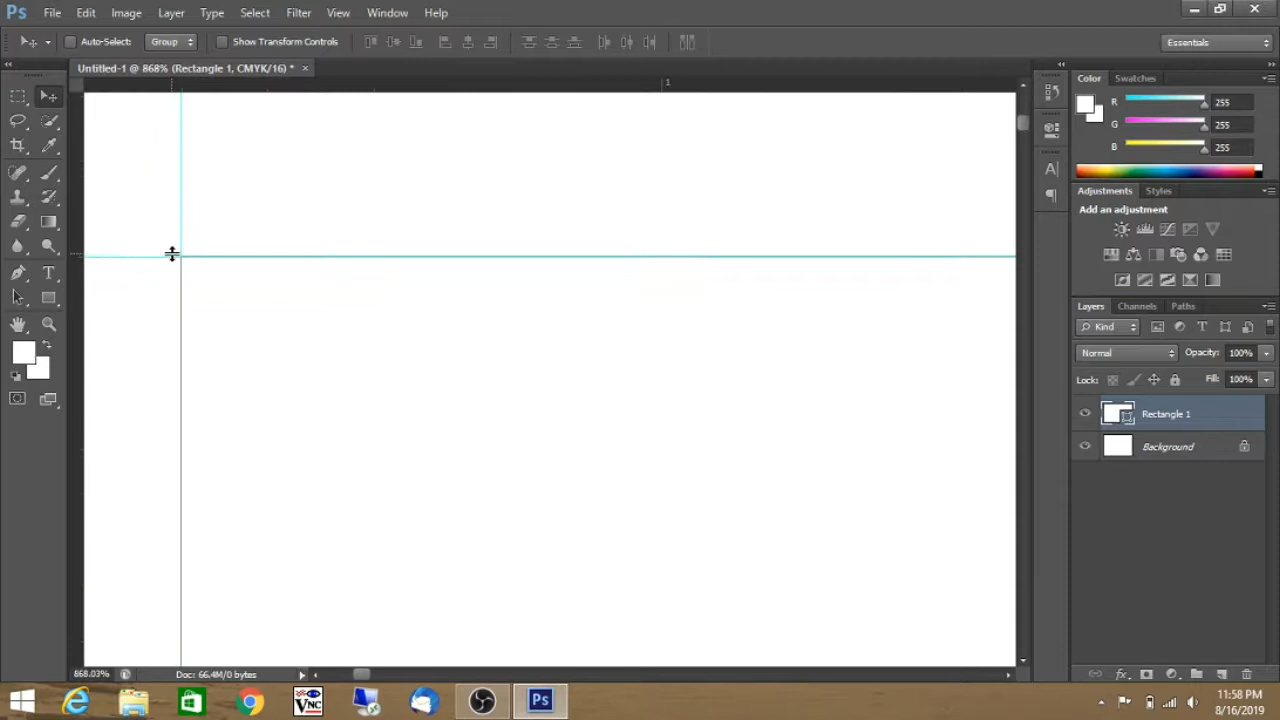 Ps File Edit Image Layer Type Select Filter View Window Help
Auto-Select: Group Show Transform Controls Essentials
Untitled-1 @ 868% (Rectangle 1, CMYK/16) * ×
1
Color Swatches
R 255
G 255
B 255
Adjustments Styles
Add an adjustment
Layers Channels Paths
Kind T
Normal Opacity: 100%
Lock: Fill: 100%
Rectangle 1
Background
868.03% Doc: 66.4M/0 bytes
VNC Ps 11:58 PM
8/16/2019